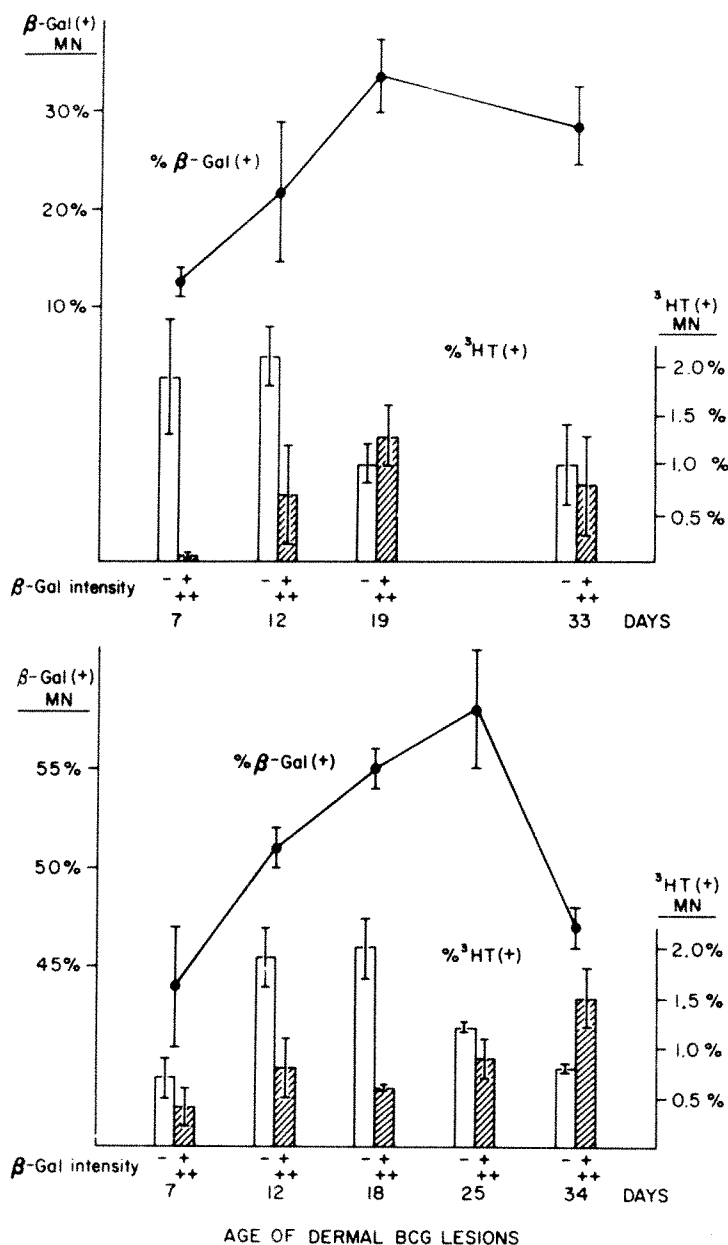 β-Gal(+)
MN
30%
% β-Gal(+)
20%
10%
³HT(+)
MN
%³HT(+)
2.0%
1.5 %
1.0 %
0.5%
β-Gal intensity
- + - + - + - +
++ ++ ++ ++
7 12 19 33 DAYS
β-Gal(+)
MN
% β-Gal(+)
55%
50%
³HT(+)
MN
%³HT(+)
45%
2.0%
1.5%
1.0%
0.5%
β-Gal intensity
- + - + - + - + - +
++ ++ ++ ++ ++
7 12 18 25 34 DAYS
AGE OF DERMAL BCG LESIONS